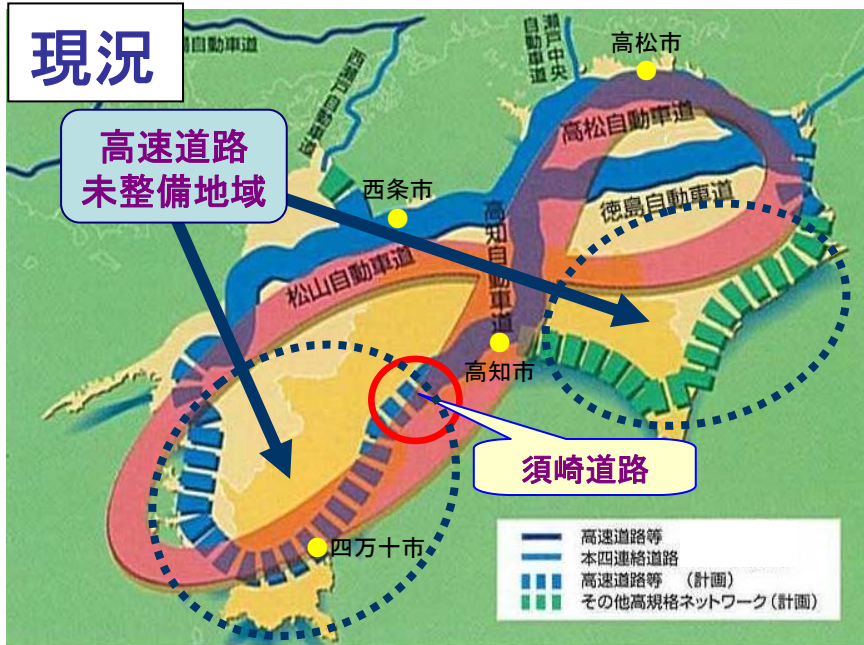 現況
瀬自動車道
西瀬戸自動車道
瀬戸中央
自動車道
高松市
高速道路
未整備地域
高松自動車道
西条市
徳島自動車道
高知自動車道
松山自動車道
高知市
須崎道路
四万十市
高速道路等
本四連絡道路
高速道路等 (計画)
その他高規格ネットワーク(計画)